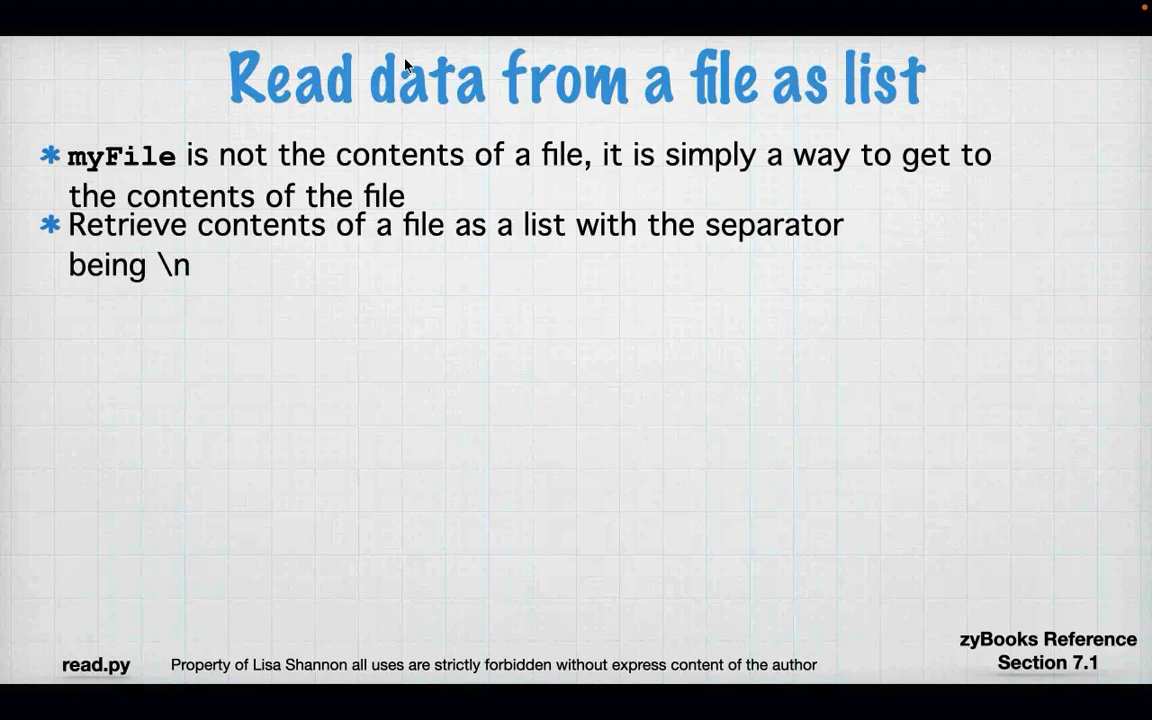 Read data from a file as list
* myFile is not the contents of a file, it is simply a way to get to
the contents of the file
* Retrieve contents of a file as a list with the separator
being \n
zyBooks Reference
Section 7.1
read.py
Property of Lisa Shannon all uses are strictly forbidden without express content of the author